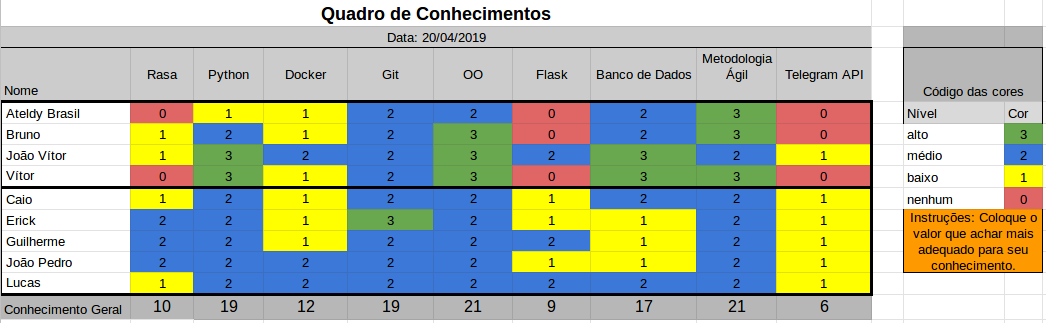 Quadro de Conhecimentos
Data: 20/04/2019
Nome Rasa Python Docker Git OO Flask Banco de Dados Metodologia Ágil Telegram API
Ateldy Brasil 0 1 1 2 2 0 2 3 0
Bruno 1 2 1 2 3 0 2 3 0
João Vítor 1 3 2 2 3 2 3 2 1
Vítor 0 3 1 2 3 0 3 3 0
Caio 1 2 1 2 2 1 2 2 1
Erick 2 2 1 3 2 1 1 2 1
Guilherme 2 2 1 2 2 2 1 2 1
João Pedro 2 2 2 2 2 1 1 2 1
Lucas 1 2 2 2 2 2 2 2 1
Conhecimento Geral 10 19 12 19 21 9 17 21 6
Código das cores
Nível Cor
alto 3
médio 2
baixo 1
nenhum 0
Instruções: Coloque o
valor que achar mais
adequado para seu
conhecimento.